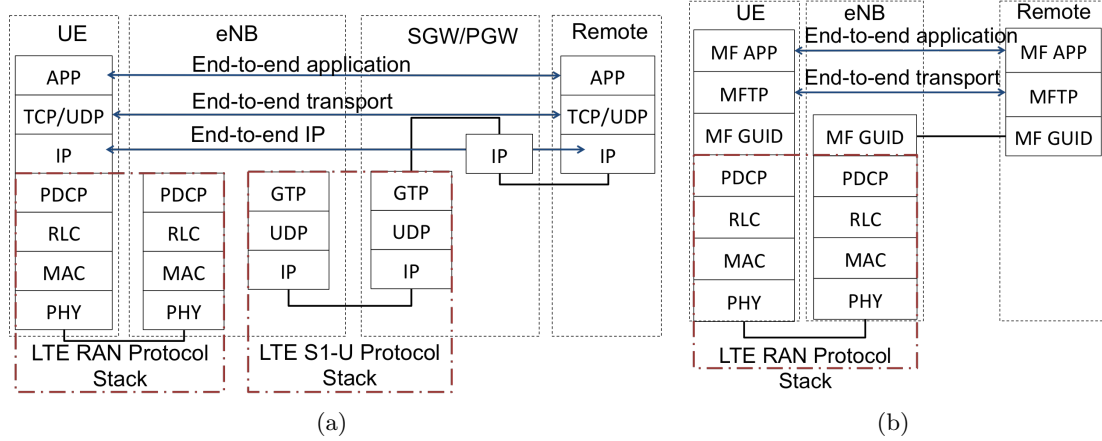 UE
eNB
SGW/PGW
Remote
APP
End-to-end application
APP
TCP/UDP
End-to-end transport
TCP/UDP
IP
End-to-end IP
IP
IP
PDCP
PDCP
GTP
GTP
RLC
RLC
UDP
UDP
MAC
MAC
IP
IP
PHY
PHY
LTE RAN Protocol
Stack
LTE S1-U Protocol
Stack
(a)
UE
eNB
Remote
MF APP
End-to-end application
MF APP
MFTP
End-to-end transport
MFTP
MF GUID
MF GUID
MF GUID
PDCP
PDCP
RLC
RLC
MAC
MAC
PHY
PHY
LTE RAN Protocol
Stack
(b)